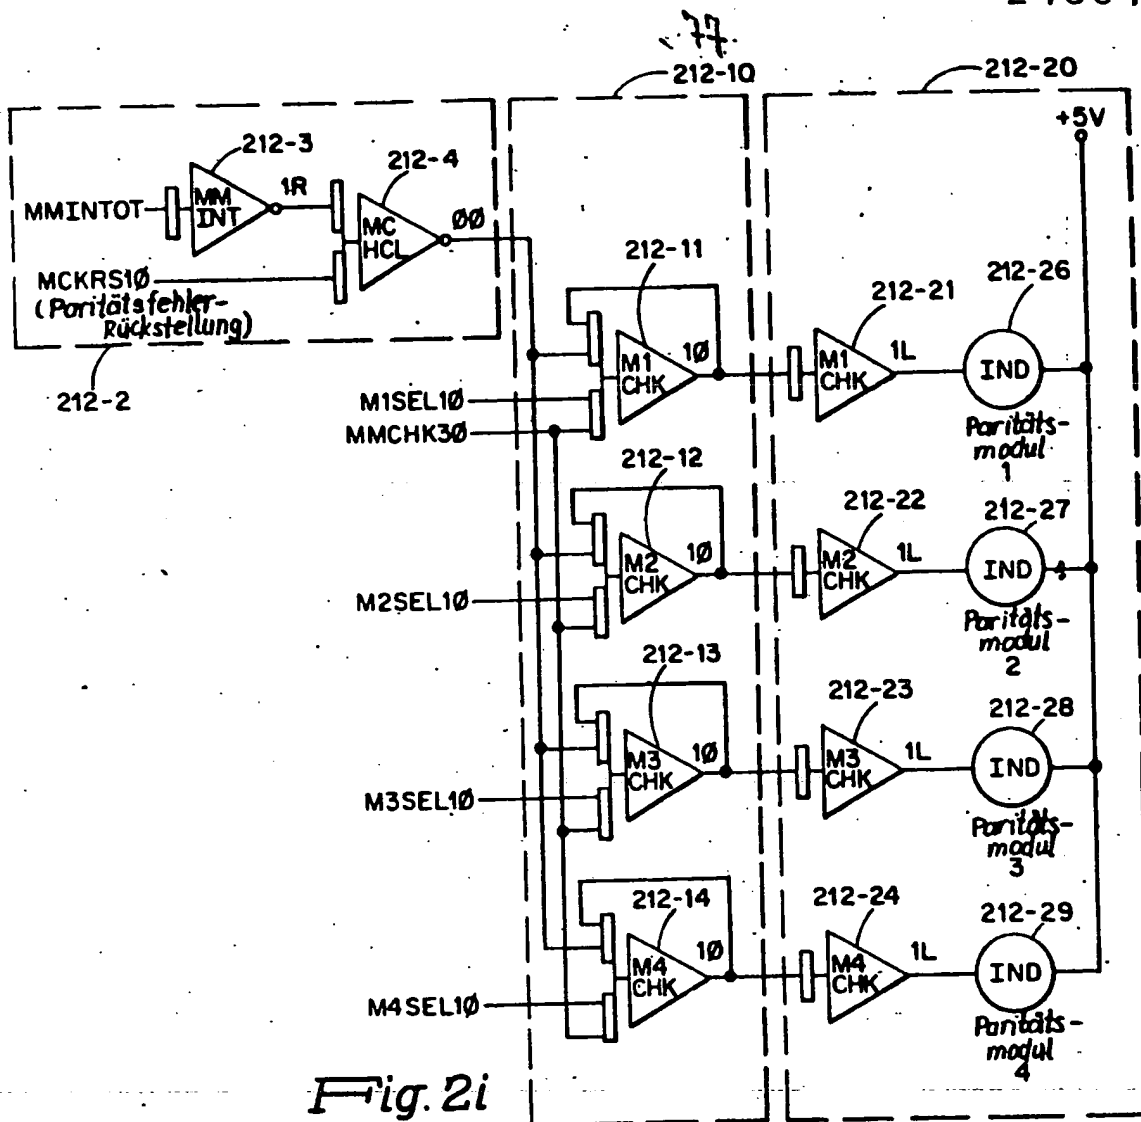 77.
212-10
212-20
+5V
212-3
212-4
MMINTOT
MM
INT
1R
MC
HCL
ØØ
MCKRS1Ø
(Paritätsfehler-
Rückstellung)
212-2
212-11
M1
CHK
1Ø
M1SEL1Ø
MMCHK3Ø
212-21
M1
CHK
1L
212-26
IND
Paritäts-
modul
1
212-12
M2
CHK
1Ø
M2SEL1Ø
212-22
M2
CHK
1L
212-27
IND
Paritäts-
modul
2
212-13
M3
CHK
1Ø
M3SEL1Ø
212-23
M3
CHK
1L
212-28
IND
Paritäts-
modul
3
212-14
M4
CHK
1Ø
M4SEL1Ø
212-24
M4
CHK
1L
212-29
IND
Paritäts-
modul
4
Fig. 2i